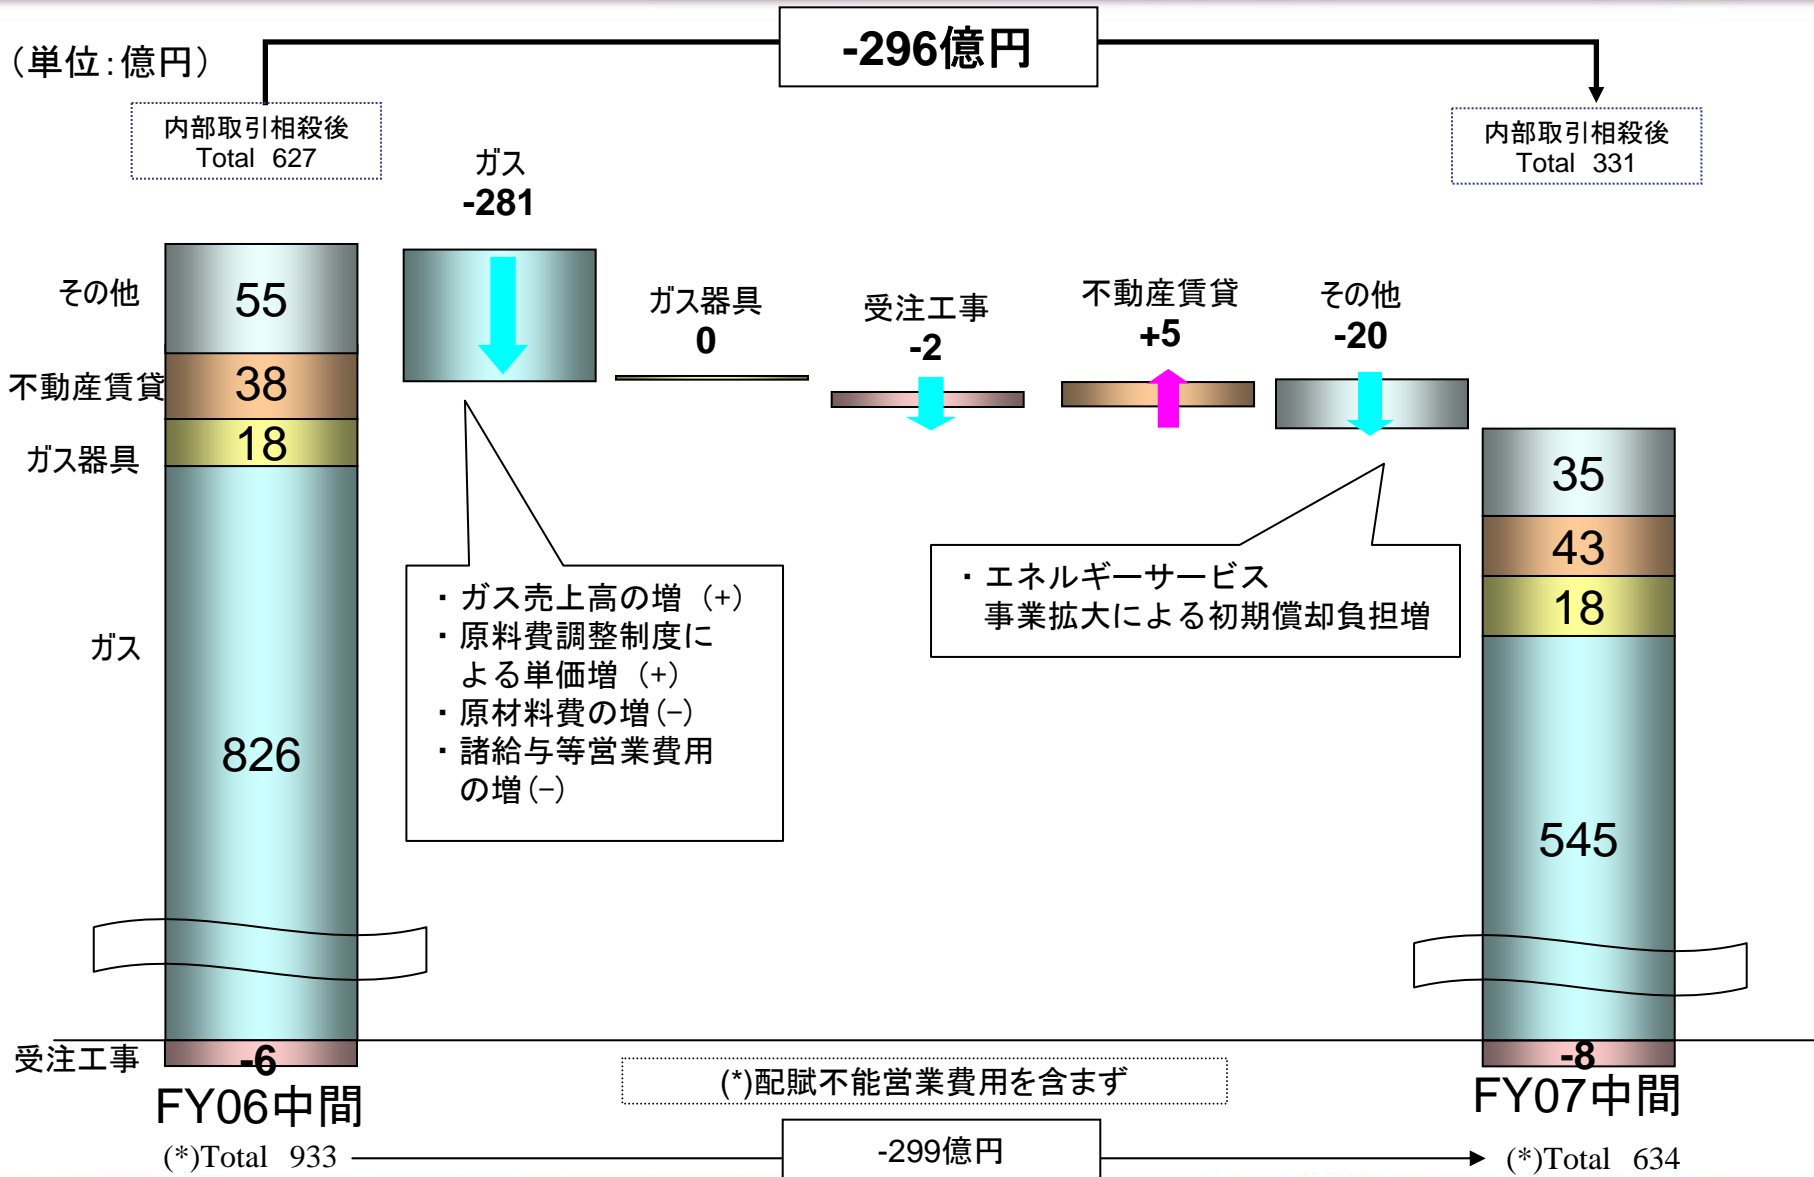 -296億円
（単位：億円）
内部取引相殺後
Total 627
内部取引相殺後
Total 331
ガス
-281
ガス器具
0
受注工事
-2
不動産賃貸
+5
その他
-20
その他
55
不動産賃貸
38
ガス器具
18
ガス
826
受注工事
-6
・ガス売上高の増（+）
・原料費調整制度に
よる単価増（+）
・原材料費の増（−）
・諸給与等営業費用
の増（−）
・エネルギーサービス
事業拡大による初期償却負担増
35
43
18
545
-8
FY06中間
FY07中間
(*)配賦不能営業費用を含まず
(*)Total 933
-299億円
(*)Total 634